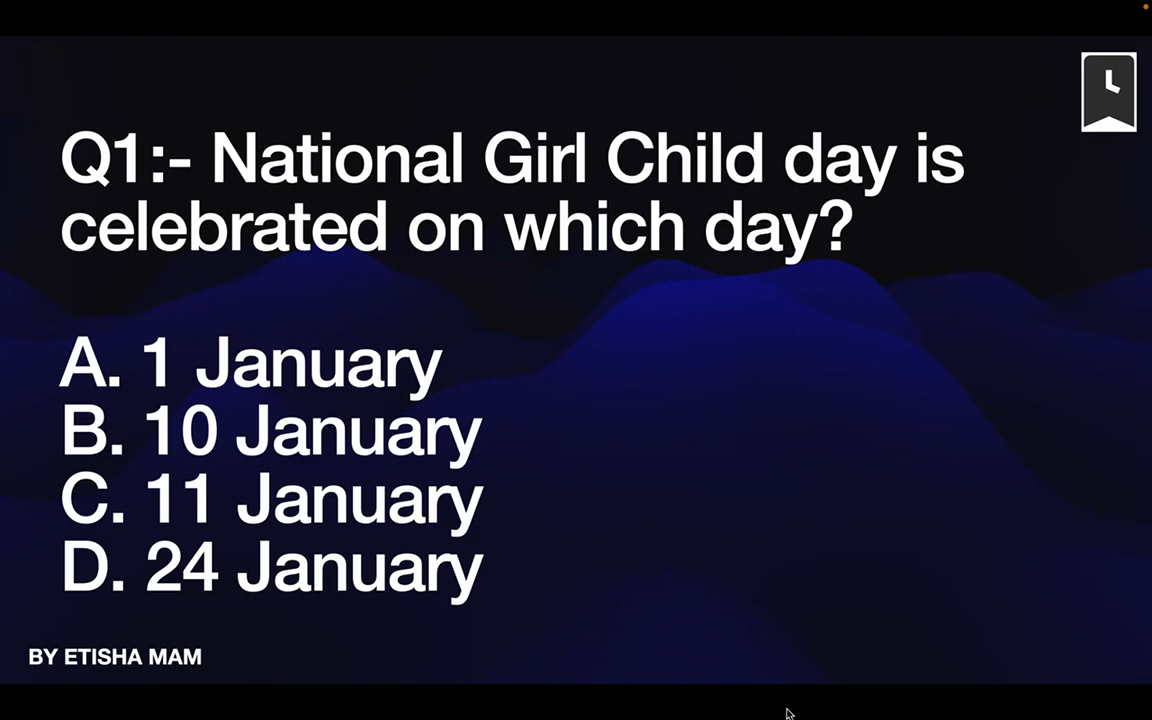 Q1:- National Girl Child day is
celebrated on which day?
A. 1 January
B. 10 January
C. 11 January
D. 24 January
BY ETISHA MAM